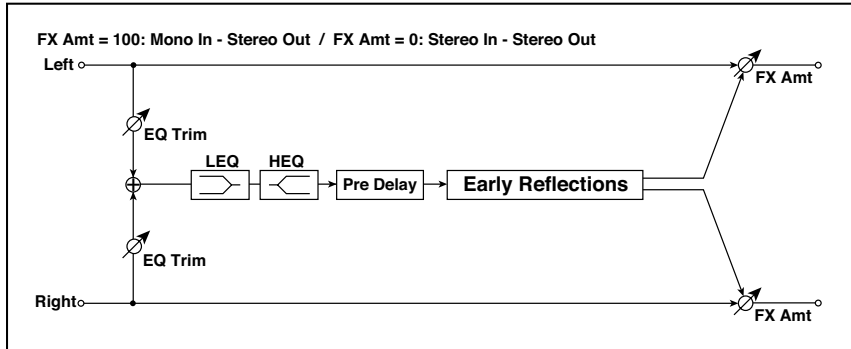 FX Amt = 100: Mono In - Stereo Out / FX Amt = 0: Stereo In - Stereo Out
Left
FX Amt
EQ Trim
LEQ
HEQ
Pre Delay
Early Reflections
EQ Trim
Right
FX Amt